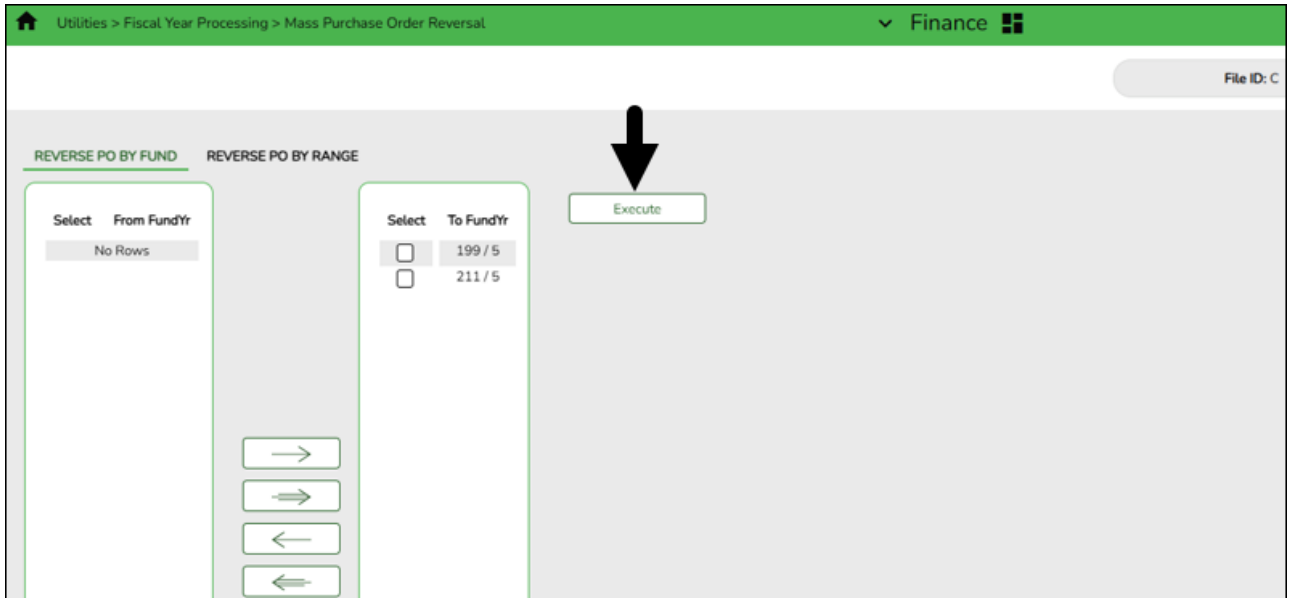 Utilities > Fiscal Year Processing > Mass Purchase Order Reversal
Finance
File ID: C
REVERSE PO BY FUND
REVERSE PO BY RANGE
Select From FundYr
No Rows
Select To FundYr
199 / 5
211 / 5
Execute